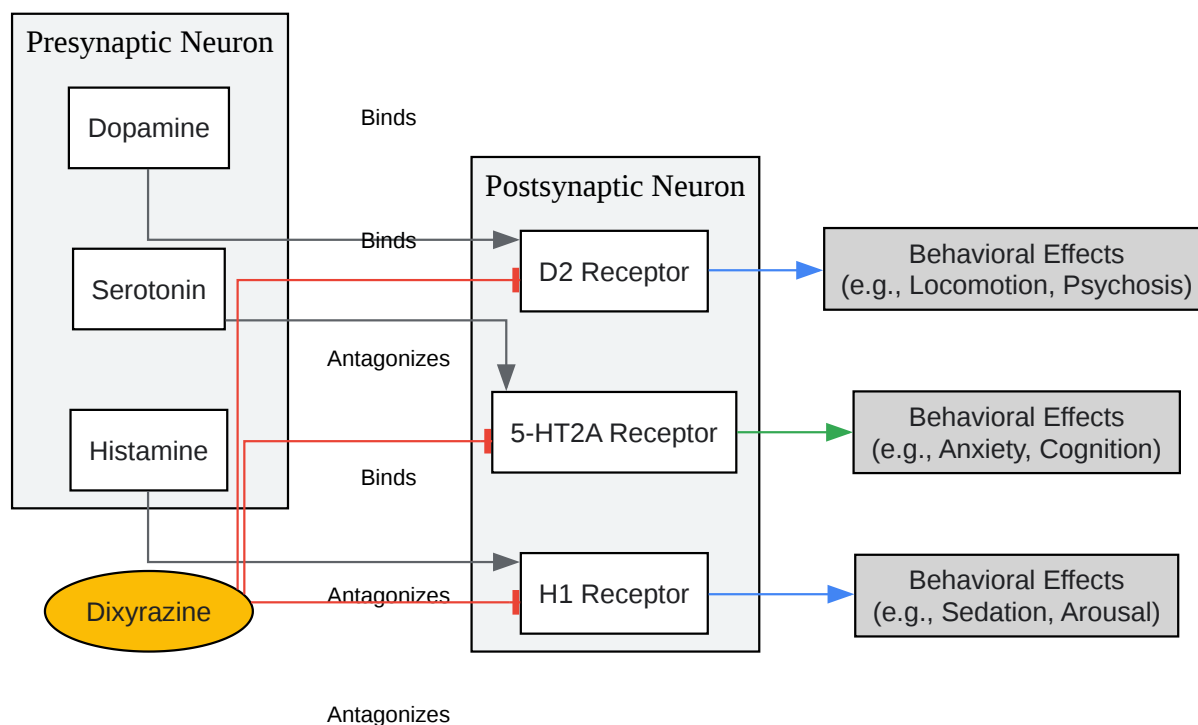 Presynaptic Neuron
Dopamine
Serotonin
Histamine
Dixyrazine
Binds
Binds
Antagonizes
Binds
Antagonizes
Antagonizes
Postsynaptic Neuron
D2 Receptor
5-HT2A Receptor
H1 Receptor
Behavioral Effects
(e.g., Locomotion, Psychosis)
Behavioral Effects
(e.g., Anxiety, Cognition)
Behavioral Effects
(e.g., Sedation, Arousal)